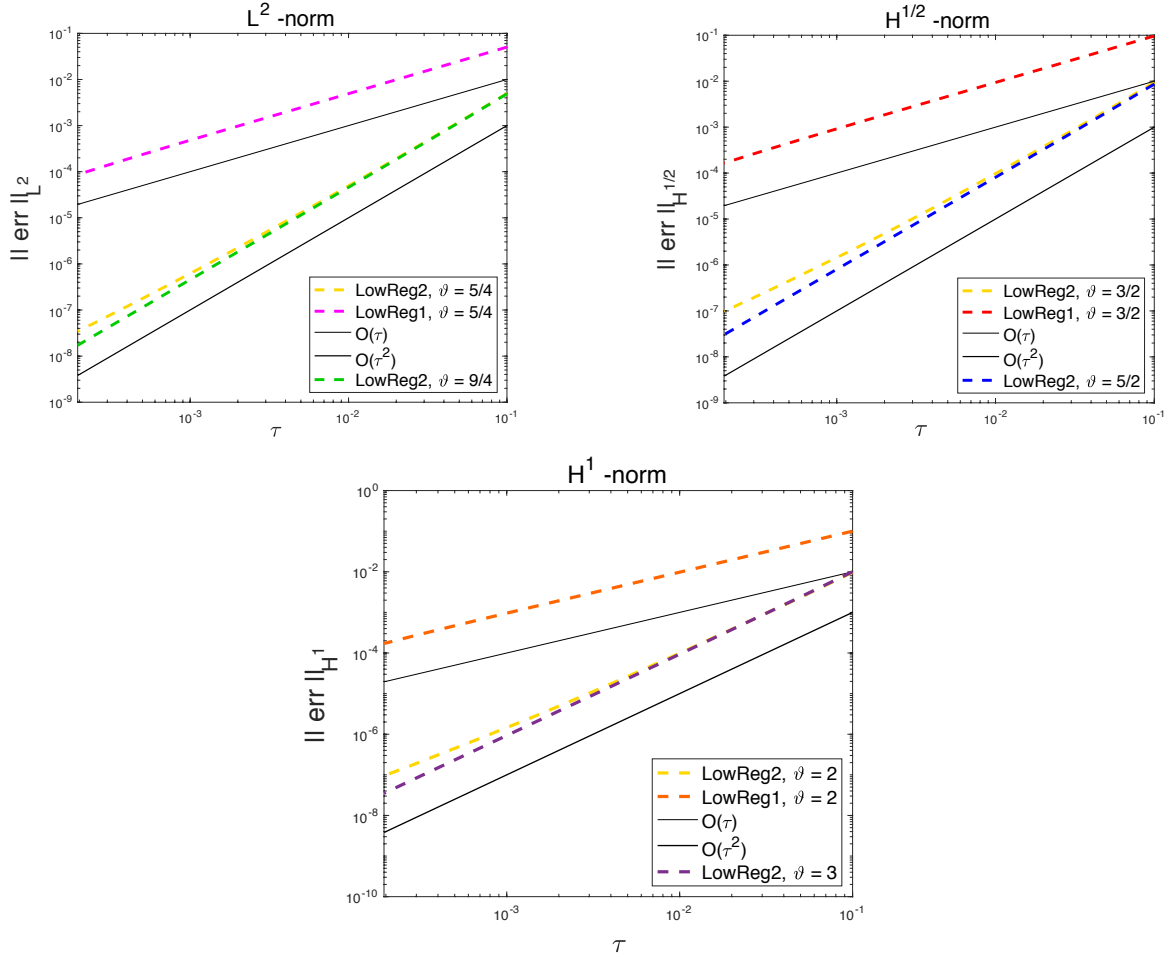 L² -norm
10⁻¹
10⁻²
10⁻³
10⁻⁴
10⁻⁵
10⁻⁶
10⁻⁷
10⁻⁸
10⁻⁹
|| err ||_L²
LowReg2, ϑ = 5/4
LowReg1, ϑ = 5/4
O(τ)
O(τ²)
LowReg2, ϑ = 9/4
10⁻³ 10⁻² 10⁻¹
τ
H^{1/2} -norm
10⁻¹
10⁻²
10⁻³
10⁻⁴
10⁻⁵
10⁻⁶
10⁻⁷
10⁻⁸
10⁻⁹
|| err ||_H^{1/2}
LowReg2, ϑ = 3/2
LowReg1, ϑ = 3/2
O(τ)
O(τ²)
LowReg2, ϑ = 5/2
10⁻³ 10⁻² 10⁻¹
τ
H¹ -norm
10⁰
10⁻²
10⁻⁴
10⁻⁶
10⁻⁸
10⁻¹⁰
|| err ||_H¹
LowReg2, ϑ = 2
LowReg1, ϑ = 2
O(τ)
O(τ²)
LowReg2, ϑ = 3
10⁻³ 10⁻² 10⁻¹
τ